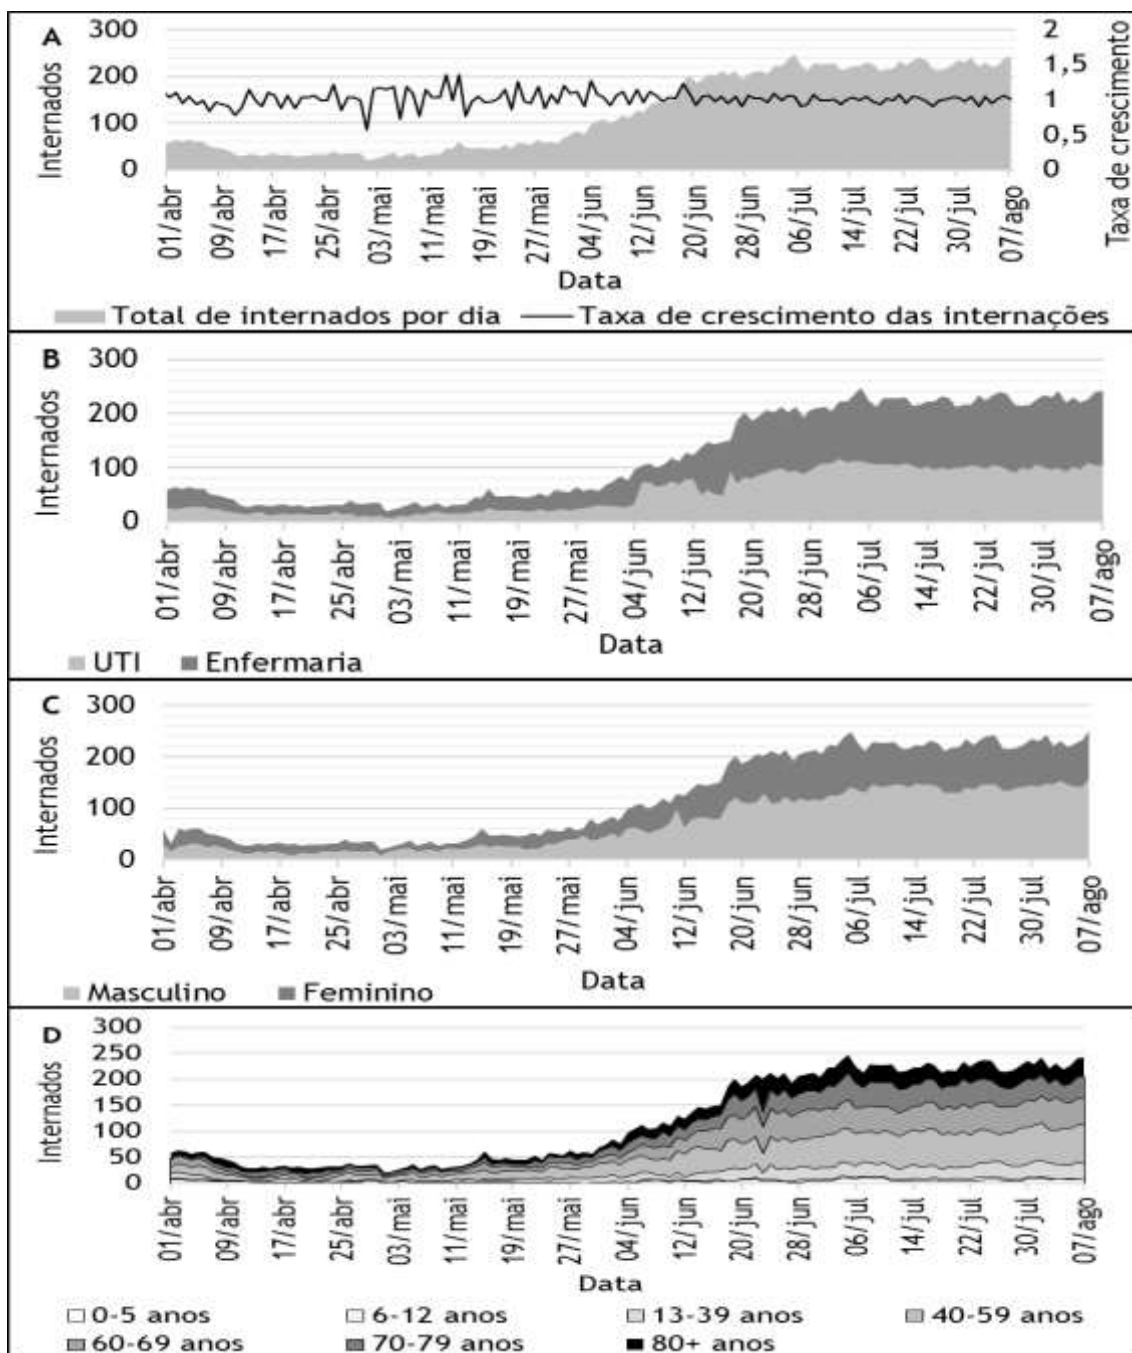 A
300
200
100
0
Internados
2
1,5
1
0,5
0
Taxa de crescimento
01/abr 09/abr 17/abr 25/abr 03/mai 11/mai 19/mai 27/mai 04/jun 12/jun 20/jun 28/jun 06/jul 14/jul 22/jul 30/jul 07/ago
Data
Total de internados por dia Taxa de crescimento das internações
B
300
200
100
0
Internados
01/abr 09/abr 17/abr 25/abr 03/mai 11/mai 19/mai 27/mai 04/jun 12/jun 20/jun 28/jun 06/jul 14/jul 22/jul 30/jul 07/ago
Data
UTI Enfermaria
C
300
200
100
0
Internados
01/abr 09/abr 17/abr 25/abr 03/mai 11/mai 19/mai 27/mai 04/jun 12/jun 20/jun 28/jun 06/jul 14/jul 22/jul 30/jul 07/ago
Data
Masculino Feminino
D
300
250
200
150
100
50
0
Internados
01/abr 09/abr 17/abr 25/abr 03/mai 11/mai 19/mai 27/mai 04/jun 12/jun 20/jun 28/jun 06/jul 14/jul 22/jul 30/jul 07/ago
Data
0-5 anos 6-12 anos 13-39 anos 40-59 anos
60-69 anos 70-79 anos 80+ anos